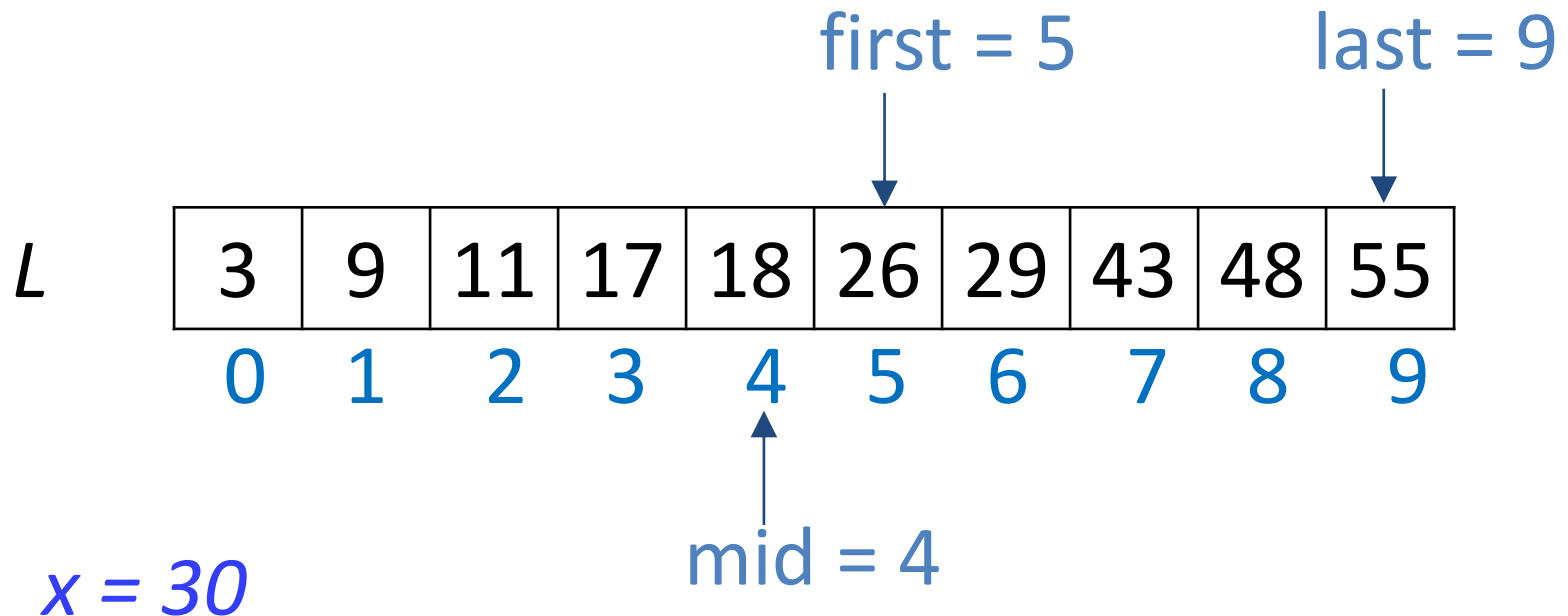 first = 5 last = 9
L 3 9 11 17 18 26 29 43 48 55
0 1 2 3 4 5 6 7 8 9
mid = 4
x = 30